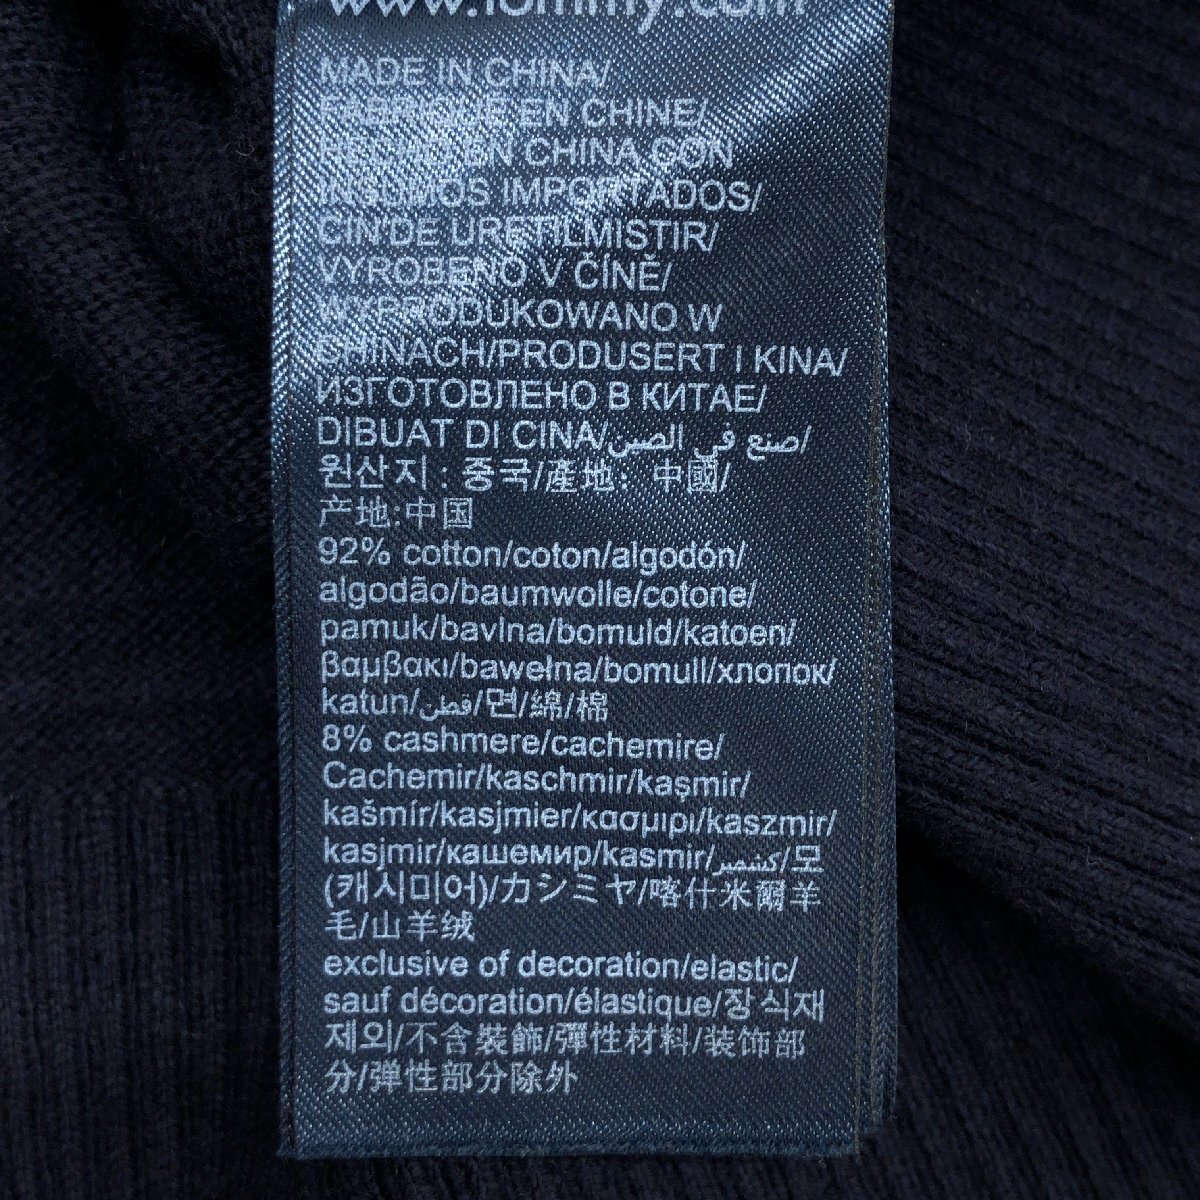 www.tommy.com
MADE IN CHINA/
FABRIQUE EN CHINE/
HECHO EN CHINA CON
INSUMOS IMPORTADOS/
CIN'DE URETILMISTIR/
VYROBENO V ČÍNĚ/
WYPRODUKOWANO W
CHINACH/PRODUSERT I KINA/
ИЗГОТОВЛЕНО В КИТАЕ/
DIBUAT DI CINA/صنع في الصين/
원산지 : 중국/產地: 中國/
产地:中国
92% cotton/coton/algodón/
algodão/baumwolle/cotone/
pamuk/bavlna/bomuld/katoen/
βαμβακι/bawełna/bomull/хлопок/
katun/قطن/면/綿/棉
8% cashmere/cachemire/
Cachemir/kaschmir/kaşmir/
kašmír/kasjmier/κασμιρι/kaszmir/
kasjmir/кашемир/kasmir/كشمير/모
(캐시미어)/カシミヤ/喀什米爾羊
毛/山羊绒
exclusive of decoration/elastic/
sauf décoration/élastique/장식재
제외/不含裝飾/彈性材料/装饰部
分/弹性部分除外